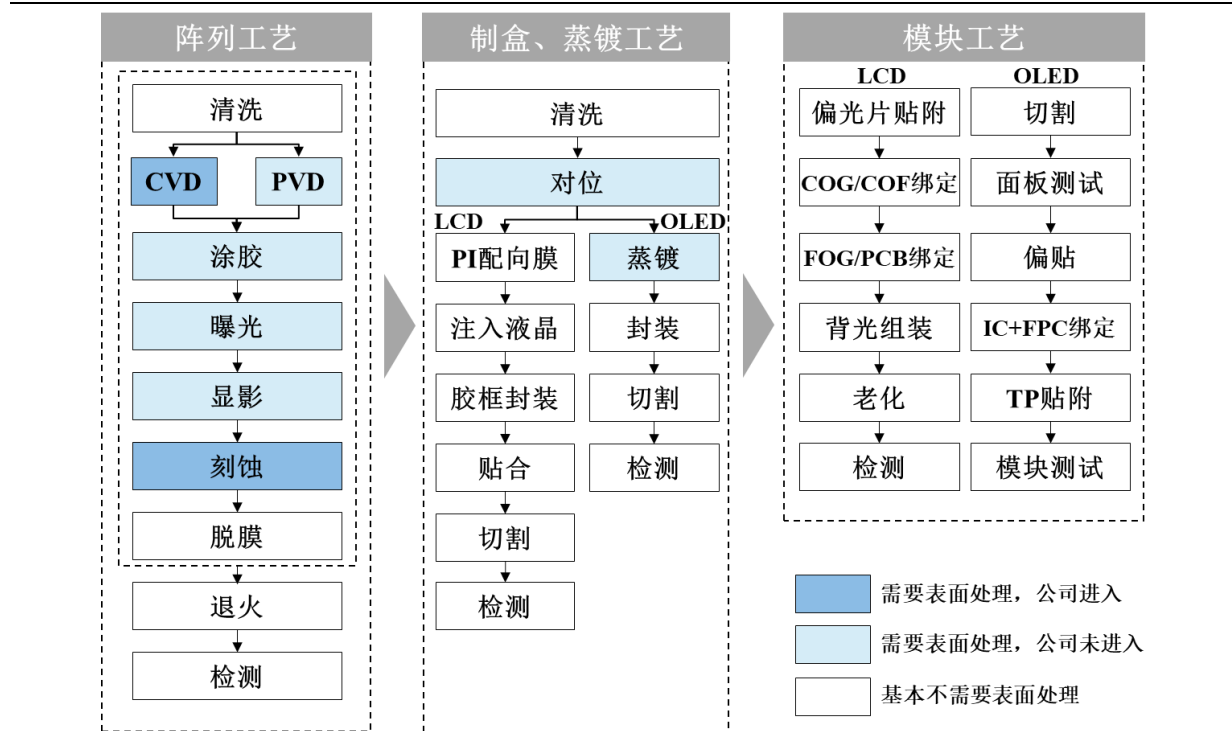 阵列工艺
清洗
CVD
PVD
涂胶
曝光
显影
刻蚀
脱膜
退火
检测
制盒、蒸镀工艺
清洗
对位
LCD
OLED
PI配向膜
注入液晶
胶框封装
贴合
切割
检测
蒸镀
封装
切割
检测
模块工艺
LCD
偏光片贴附
COG/COF绑定
FOG/PCB绑定
背光组装
老化
检测
OLED
切割
面板测试
偏贴
IC+FPC绑定
TP贴附
模块测试
需要表面处理，公司进入
需要表面处理，公司未进入
基本不需要表面处理